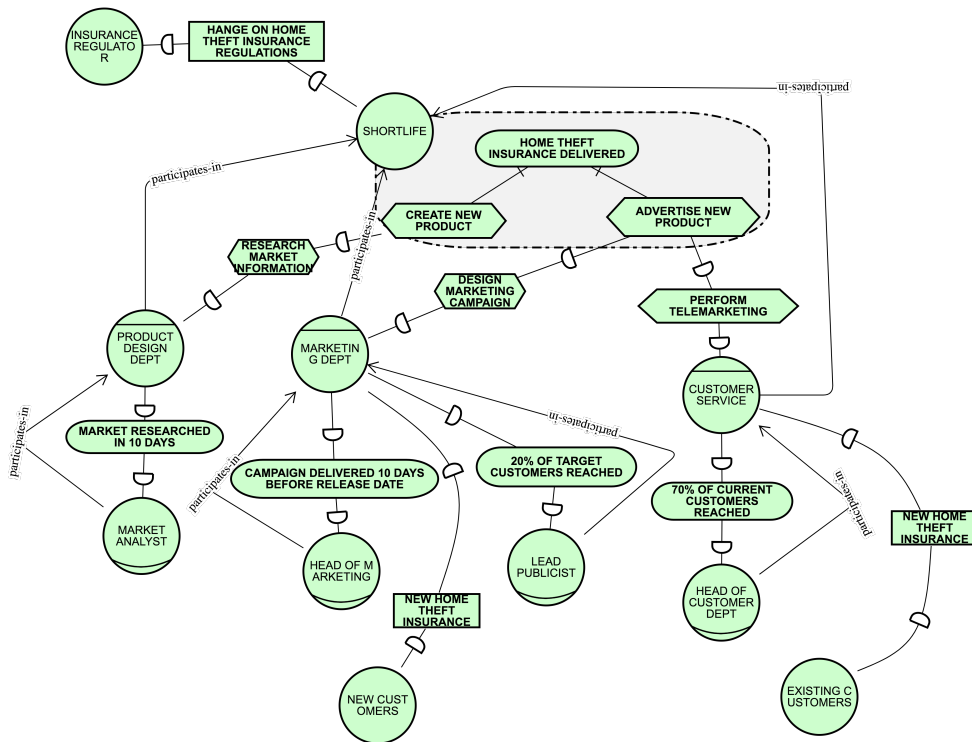 INSURANCE
REGULATO
R
HANGE ON HOME
THEFT INSURANCE
REGULATIONS
participates-in
SHORTLIFE
HOME THEFT
INSURANCE DELIVERED
participates-in
CREATE NEW
PRODUCT
ADVERTISE NEW
PRODUCT
participates-in
RESEARCH
MARKET
INFORMATION
DESIGN
MARKETING
CAMPAIGN
PERFORM
TELEMARKETING
PRODUCT
DESIGN
DEPT
MARKETIN
G DEPT
CUSTOMER
SERVICE
participates-in
MARKET RESEARCHED
IN 10 DAYS
participates-in
participates-in
CAMPAIGN DELIVERED 10 DAYS
BEFORE RELEASE DATE
20% OF TARGET
CUSTOMERS REACHED
70% OF CURRENT
CUSTOMERS
REACHED
participates-in
NEW HOME
THEFT
INSURANCE
MARKET
ANALYST
HEAD OF M
ARKETING
LEAD
PUBLICIST
HEAD OF
CUSTOMER
DEPT
NEW HOME
THEFT
INSURANCE
NEW CUST
OMERS
EXISTING C
USTOMERS